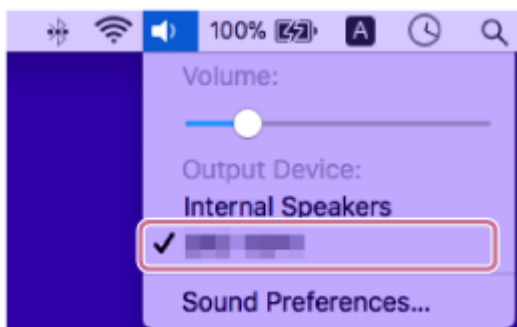 100% A
Volume:
Output Device:
Internal Speakers
Sound Preferences...